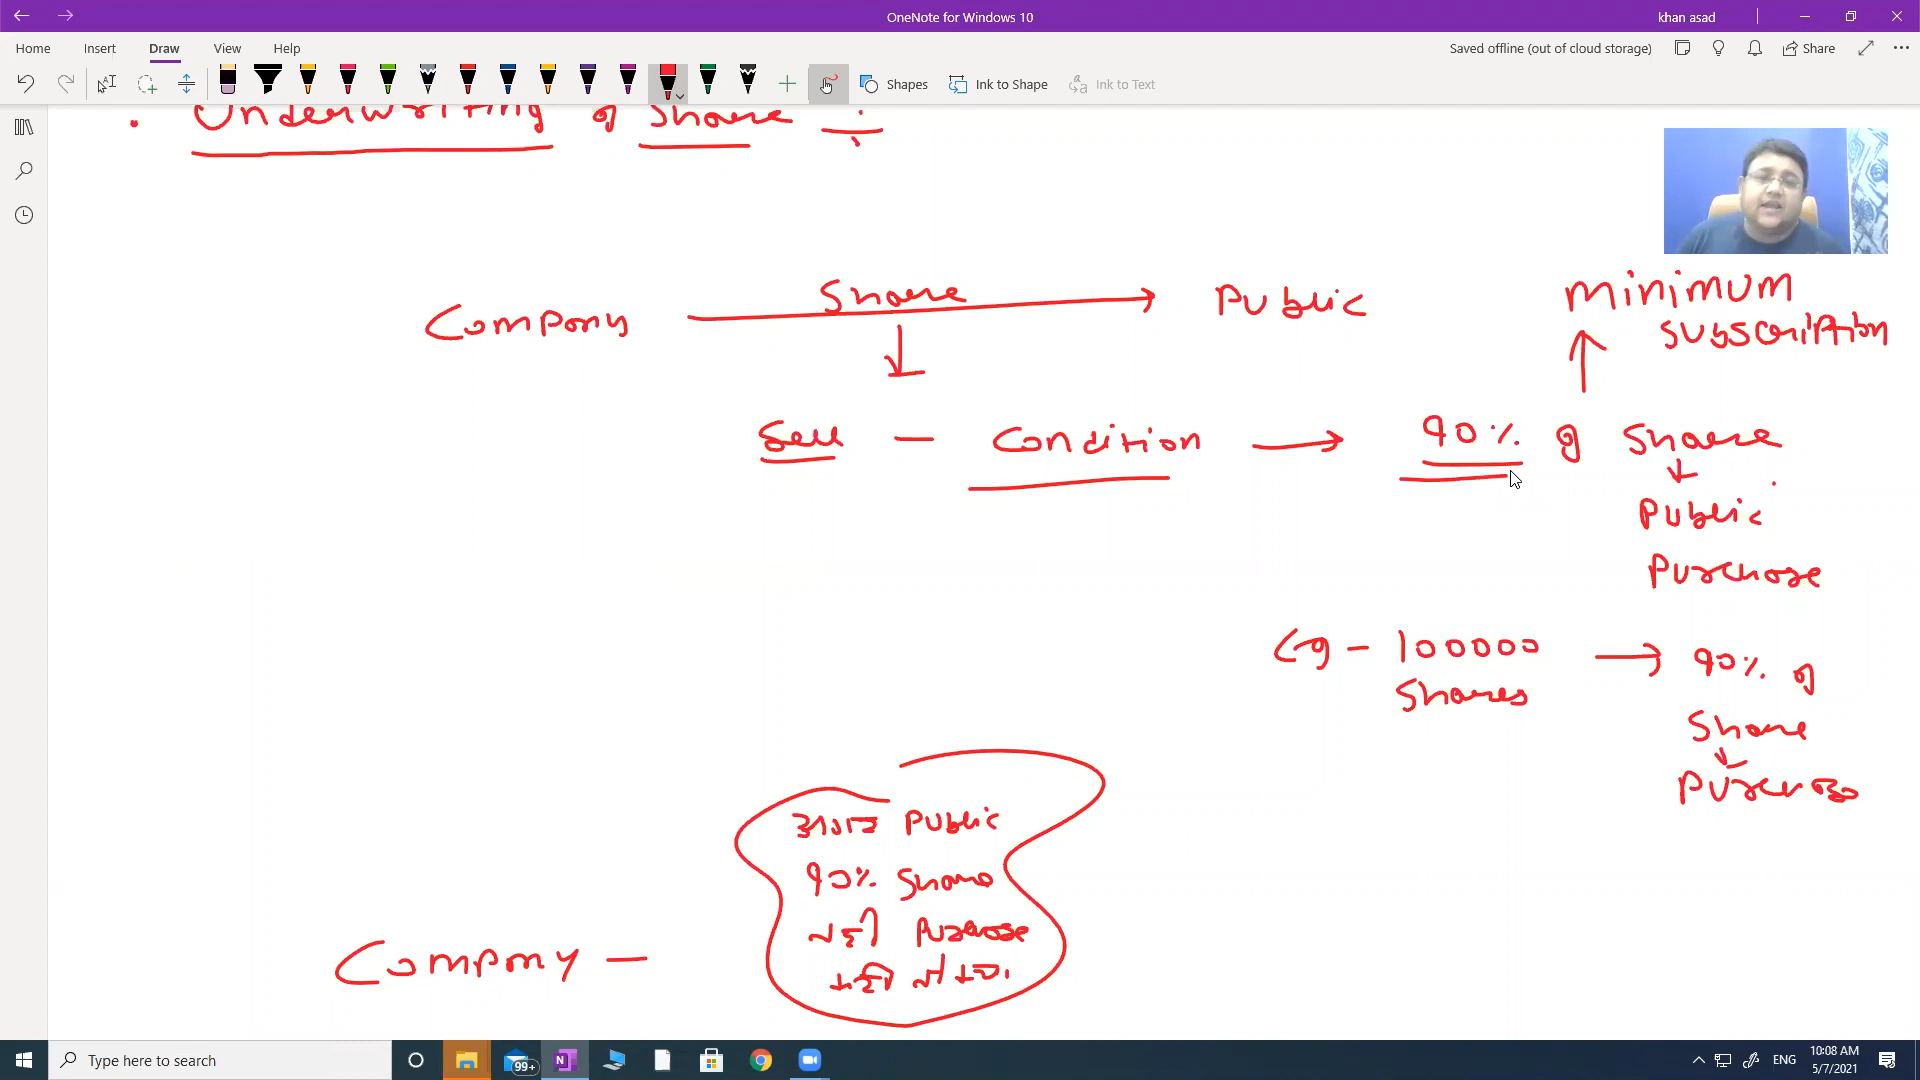 OneNote for Windows 10
khan asad
Home Insert Draw View Help
Saved offline (out of cloud storage)
Share
Shapes
Ink to Shape
Ink to Text
Underwriting of Share
Company
Share
Public
Minimum
Subscription
Sell - Condition
90% of Share
Public
Purchase
Eg - 100000
Shares
90% of
Share
Purchase
Public
90% Share
नही Purchase
Company -
Type here to search
99+
ENG
10:08 AM
5/7/2021